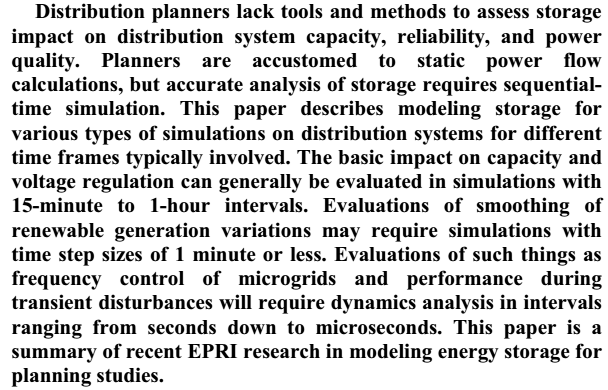 Distribution planners lack tools and methods to assess storage
impact on distribution system capacity, reliability, and power
quality. Planners are accustomed to static power flow
calculations, but accurate analysis of storage requires sequential-
time simulation. This paper describes modeling storage for
various types of simulations on distribution systems for different
time frames typically involved. The basic impact on capacity and
voltage regulation can generally be evaluated in simulations with
15-minute to 1-hour intervals. Evaluations of smoothing of
renewable generation variations may require simulations with
time step sizes of 1 minute or less. Evaluations of such things as
frequency control of microgrids and performance during
transient disturbances will require dynamics analysis in intervals
ranging from seconds down to microseconds. This paper is a
summary of recent EPRI research in modeling energy storage for
planning studies.